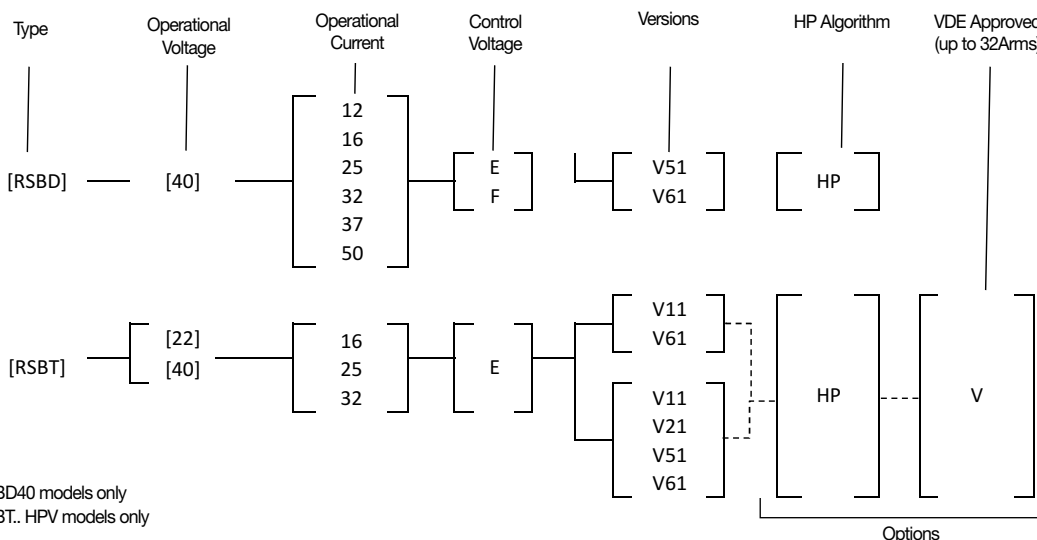 Type
Operational
Voltage
Operational
Current
Control
Voltage
Versions
HP Algorithm
VDE Approved
(up to 32Arms)
[RSBD]
[40]
12
16
25
32
37
50
E
F
V51
V61
HP
[RSBT]
[22]
[40]
16
25
32
E
V11
V61
V11
V21
V51
V61
HP
V
BD40 models only
BT.. HPV models only
Options